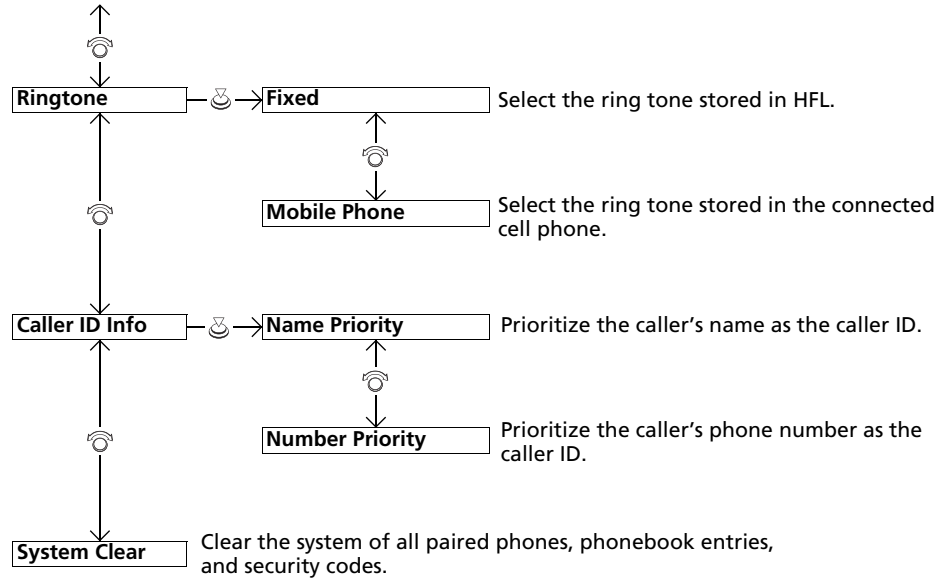 Ringtone
Fixed
Select the ring tone stored in HFL.
Mobile Phone
Select the ring tone stored in the connected
cell phone.
Caller ID Info
Name Priority
Prioritize the caller’s name as the caller ID.
Number Priority
Prioritize the caller’s phone number as the
caller ID.
System Clear
Clear the system of all paired phones, phonebook entries,
and security codes.